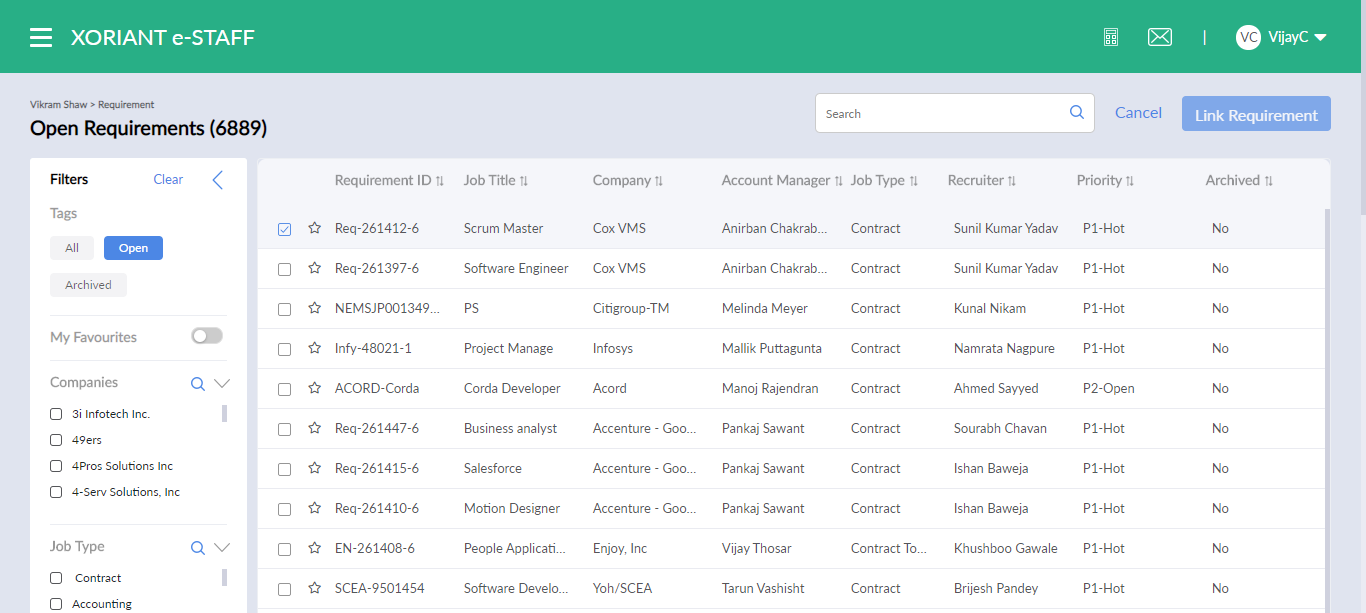 XORIANT e-STAFF
| VC VijayC
Vikram Shaw > Requirement
Open Requirements (6889)
Search
Cancel
Link Requirement
Filters Clear
Tags
All Open
Archived
My Favourites
Companies
3i Infotech Inc.
49ers
4Pros Solutions Inc
4-Serv Solutions, Inc
Job Type
Contract
Accounting
Requirement ID Job Title Company Account Manager Job Type Recruiter Priority Archived
Req-261412-6 Scrum Master Cox VMS Anirban Chakrab... Contract Sunil Kumar Yadav P1-Hot No
Req-261397-6 Software Engineer Cox VMS Anirban Chakrab... Contract Sunil Kumar Yadav P1-Hot No
NEMSJP001349... PS Citigroup-TM Melinda Meyer Contract Kunal Nikam P1-Hot No
Infy-48021-1 Project Manage Infosys Mallik Puttagunta Contract Namrata Nagpure P1-Hot No
ACORD-Corda Corda Developer Acord Manoj Rajendran Contract Ahmed Sayyed P2-Open No
Req-261447-6 Business analyst Accenture - Goo... Pankaj Sawant Contract Sourabh Chavan P1-Hot No
Req-261415-6 Salesforce Accenture - Goo... Pankaj Sawant Contract Ishan Baweja P1-Hot No
Req-261410-6 Motion Designer Accenture - Goo... Pankaj Sawant Contract Ishan Baweja P1-Hot No
EN-261408-6 People Applicati... Enjoy, Inc Vijay Thosar Contract To... Khushboo Gawale P1-Hot No
SCEA-9501454 Software Develo... Yoh/SCEA Tarun Vashisht Contract Brijesh Pandey P1-Hot No